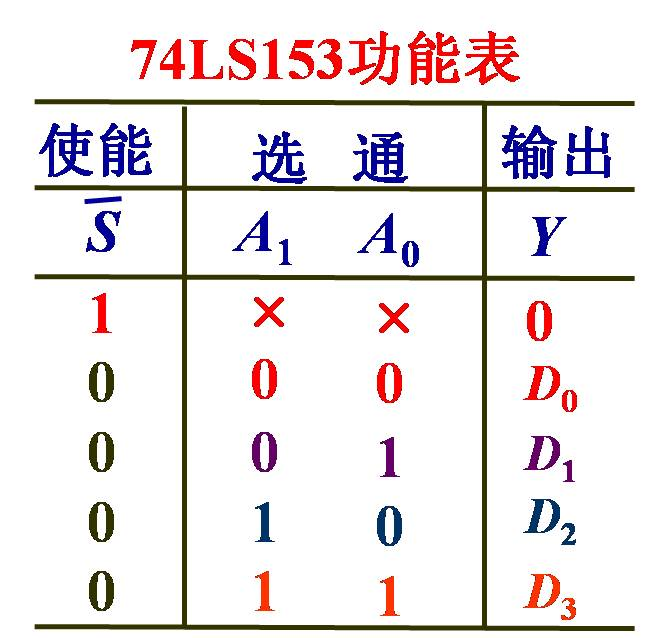 74LS153功能表
使能 选 通 输出
S̅ A₁ A₀ Y
1 × × 0
0 0 0 D₀
0 0 1 D₁
0 1 0 D₂
0 1 1 D₃